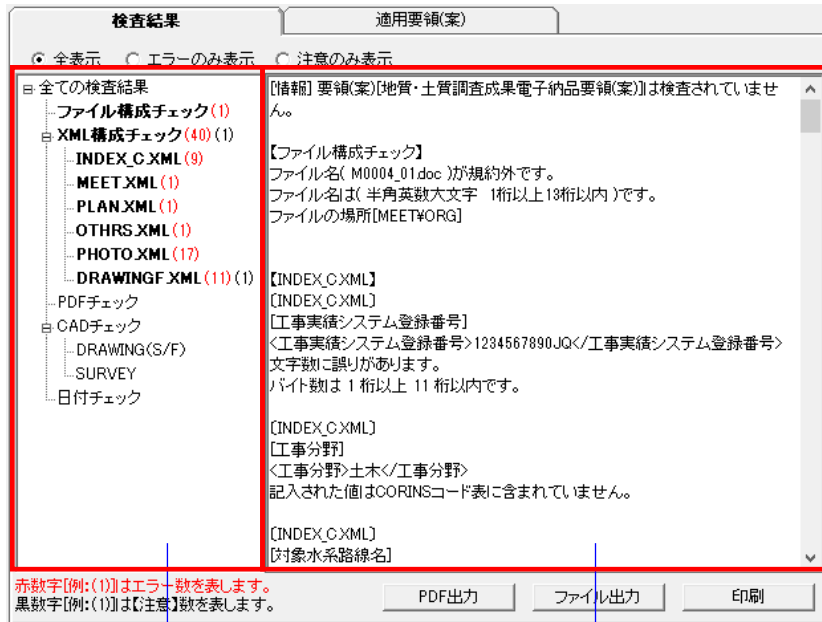 検査結果
適用要領(案)
全表示 エラーのみ表示 注意のみ表示
全ての検査結果
ファイル構成チェック(1)
XML構成チェック(40)(1)
INDEX_C.XML(9)
MEET.XML(1)
PLAN.XML(1)
OTHRS.XML(1)
PHOTO.XML(17)
DRAWINGF.XML(11)(1)
PDFチェック
CADチェック
DRAWING(S/F)
SURVEY
日付チェック
[情報] 要領(案)[地質・土質調査成果電子納品要領(案)]は検査されていませ
ん。
【ファイル構成チェック】
ファイル名( M0004_01.doc )が規約外です。
ファイル名は( 半角英数大文字 1桁以上13桁以内 )です。
ファイルの場所[MEET¥ORG]
【INDEX_C.XML】
〔INDEX_C.XML〕
[工事実績システム登録番号]
<工事実績システム登録番号>1234567890JQ</工事実績システム登録番号>
文字数に誤りがあります。
バイト数は 1 桁以上 11 桁以内です。
〔INDEX_C.XML〕
[工事分野]
<工事分野>土木</工事分野>
記入された値はCORINSコード表に含まれていません。
〔INDEX_C.XML〕
[対象水系路線名]
赤数字[例:(1)]はエラー数を表します。
黒数字[例:(1)]は【注意】数を表します。
PDF出力
ファイル出力
印刷